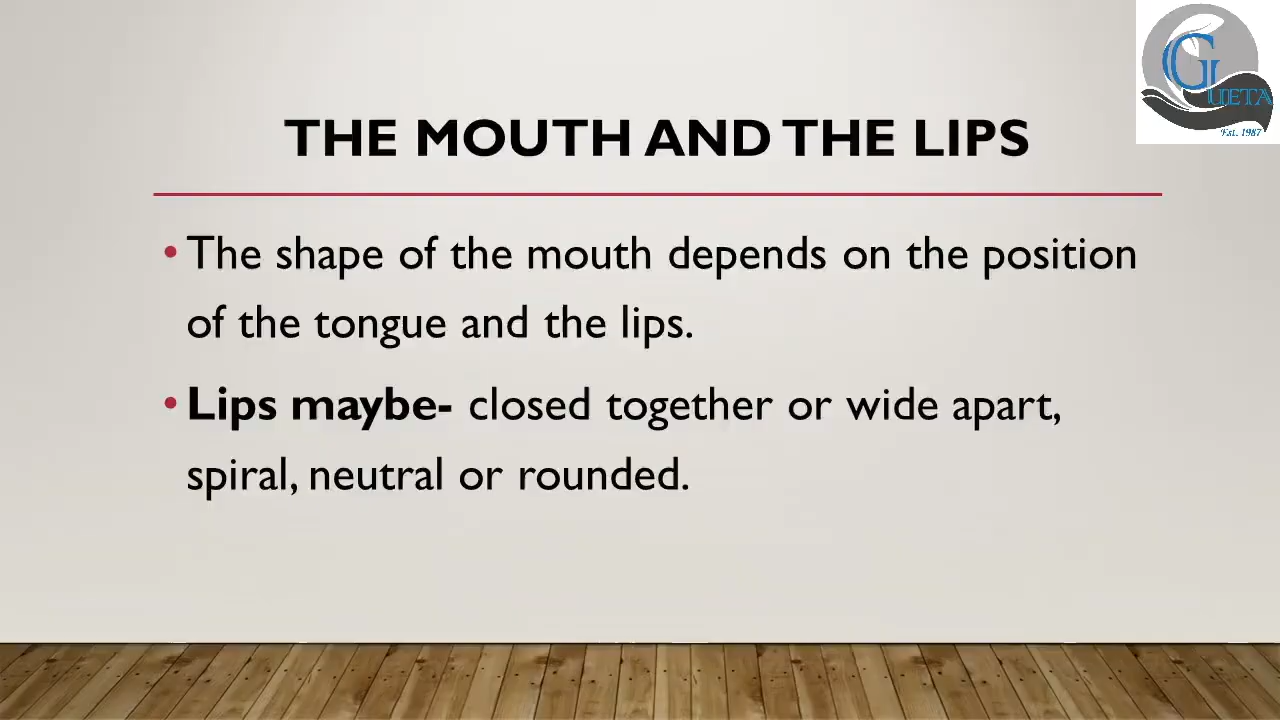 GUETA
Est. 1987
THE MOUTH AND THE LIPS
• The shape of the mouth depends on the position
of the tongue and the lips.
• Lips maybe- closed together or wide apart,
spiral, neutral or rounded.